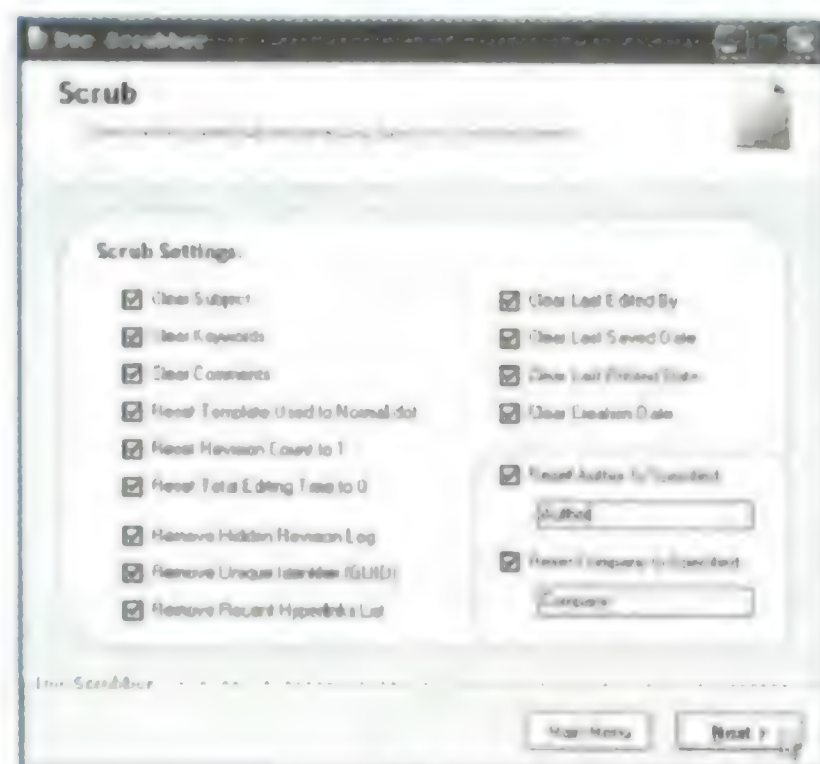 Doc Scrubber
Scrub
Scrub Settings:
Clear Subject
Clear Keywords
Clear Comments
Reset Template Used to Normal.dot
Reset Revision Count to 1
Reset Total Editing Time to 0
Remove Hidden Revision Log
Remove Unique Identifier (GUID)
Remove Recent Hyperlinks List
Clear Last Edited By
Clear Last Saved Date
Clear Last Printed Date
Clear Creation Date
Reset Author to Specified
Author
Reset Company to Specified
Company
Doc Scrubber
Main Menu
Next >